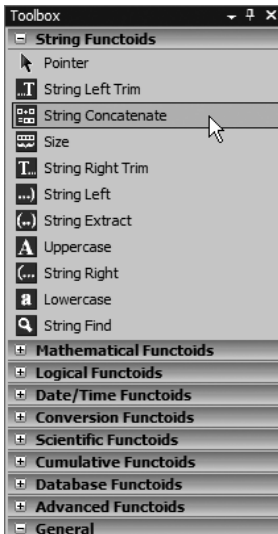 Toolbox
String Functoids
Pointer
String Left Trim
String Concatenate
Size
String Right Trim
String Left
String Extract
Uppercase
String Right
Lowercase
String Find
Mathematical Functoids
Logical Functoids
Date/Time Functoids
Conversion Functoids
Scientific Functoids
Cumulative Functoids
Database Functoids
Advanced Functoids
General